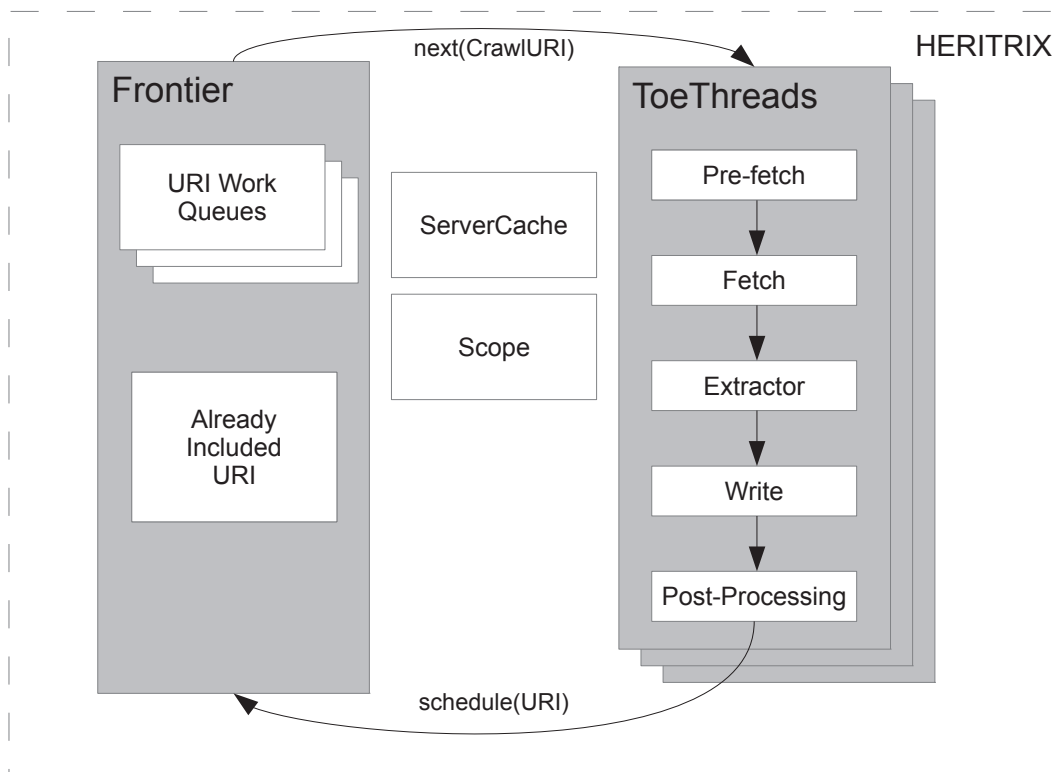 next(CrawlURI)
HERITRIX
Frontier
URI Work
Queues
Already
Included
URI
ServerCache
Scope
ToeThreads
Pre-fetch
Fetch
Extractor
Write
Post-Processing
schedule(URI)